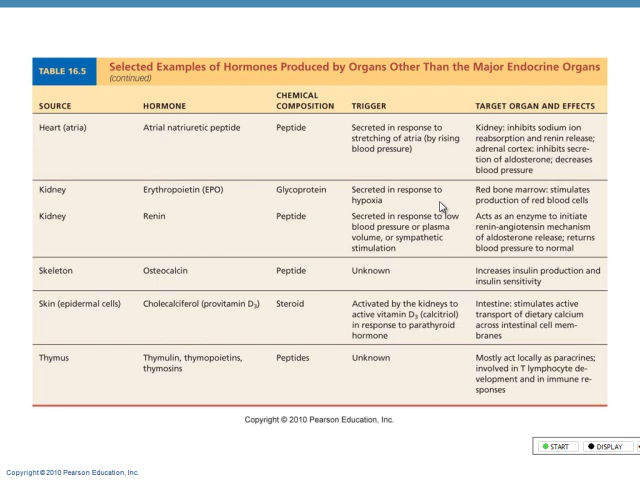 TABLE 16.5
Selected Examples of Hormones Produced by Organs Other Than the Major Endocrine Organs
(continued)
SOURCE
HORMONE
CHEMICAL
COMPOSITION
TRIGGER
TARGET ORGAN AND EFFECTS
Heart (atria)
Atrial natriuretic peptide
Peptide
Secreted in response to
stretching of atria (by rising
blood pressure)
Kidney: inhibits sodium ion
reabsorption and renin release;
adrenal cortex: inhibits secre-
tion of aldosterone; decreases
blood pressure
Kidney
Erythropoietin (EPO)
Glycoprotein
Secreted in response to
hypoxia
Red bone marrow: stimulates
production of red blood cells
Kidney
Renin
Peptide
Secreted in response to low
blood pressure or plasma
volume, or sympathetic
stimulation
Acts as an enzyme to initiate
renin-angiotensin mechanism
of aldosterone release; returns
blood pressure to normal
Skeleton
Osteocalcin
Peptide
Unknown
Increases insulin production and
insulin sensitivity
Skin (epidermal cells)
Cholecalciferol (provitamin D₃)
Steroid
Activated by the kidneys to
active vitamin D₃ (calcitriol)
in response to parathyroid
hormone
Intestine: stimulates active
transport of dietary calcium
across intestinal cell mem-
branes
Thymus
Thymulin, thymopoietins,
thymosins
Peptides
Unknown
Mostly act locally as paracrines;
involved in T lymphocyte de-
velopment and in immune re-
sponses
Copyright © 2010 Pearson Education, Inc.
START
DISPLAY
Copyright © 2010 Pearson Education, Inc.